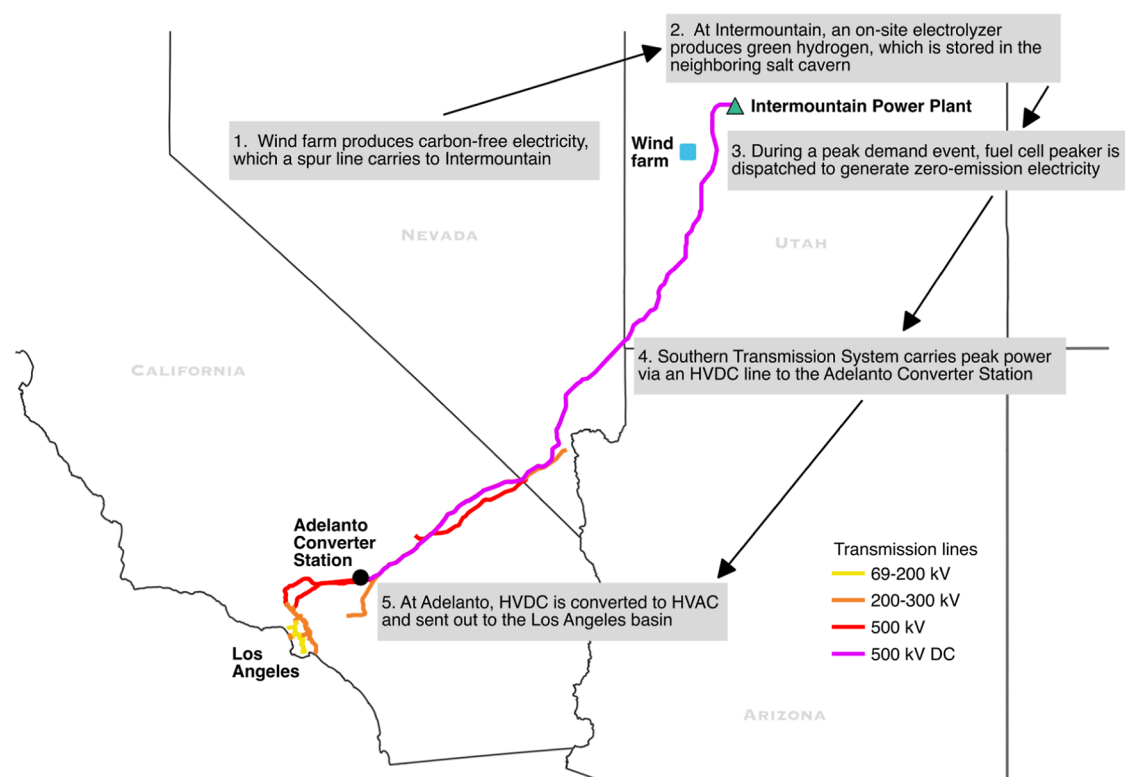 2.  At Intermountain, an on-site electrolyzer
produces green hydrogen, which is stored in the
neighboring salt cavern
Intermountain Power Plant
1.  Wind farm produces carbon-free electricity,
which a spur line carries to Intermountain
Wind
farm
3. During a peak demand event, fuel cell peaker is
dispatched to generate zero-emission electricity
NEVADA
UTAH
4. Southern Transmission System carries peak power
via an HVDC line to the Adelanto Converter Station
CALIFORNIA
Adelanto
Converter
Station
Transmission lines
69-200 kV
200-300 kV
500 kV
500 kV DC
5. At Adelanto, HVDC is converted to HVAC
and sent out to the Los Angeles basin
Los
Angeles
ARIZONA